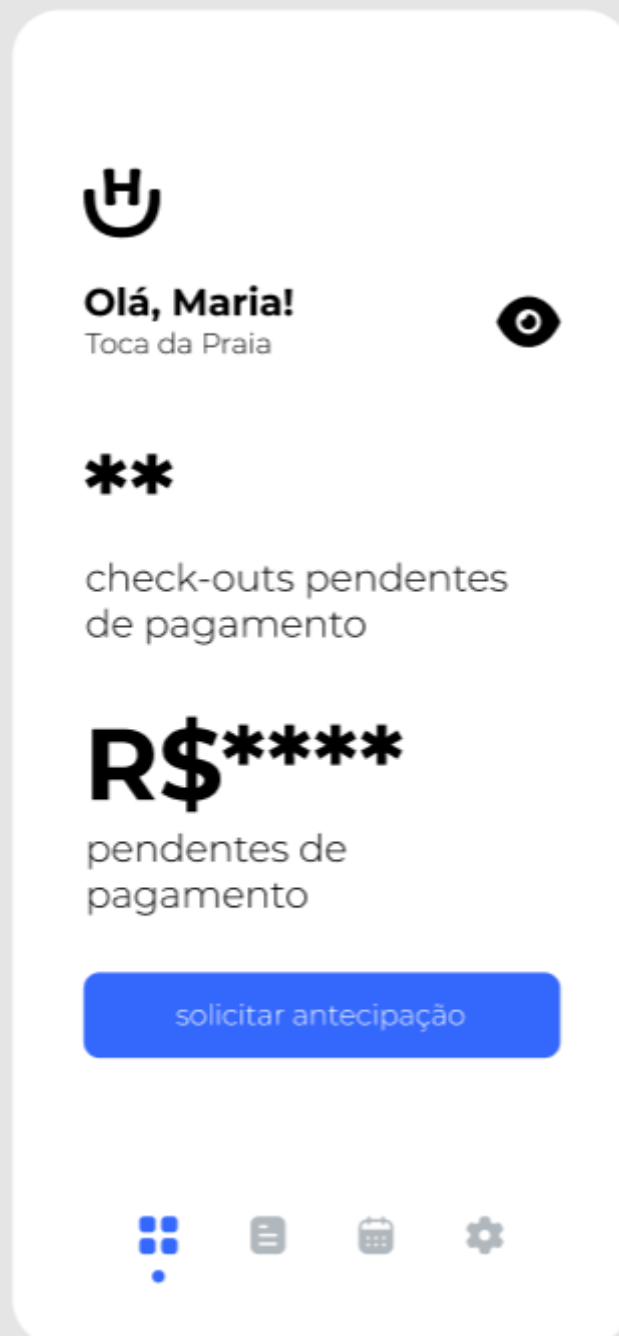 H
Olá, Maria!
Toca da Praia
**
check-outs pendentes
de pagamento
R$****
pendentes de
pagamento
solicitar antecipação